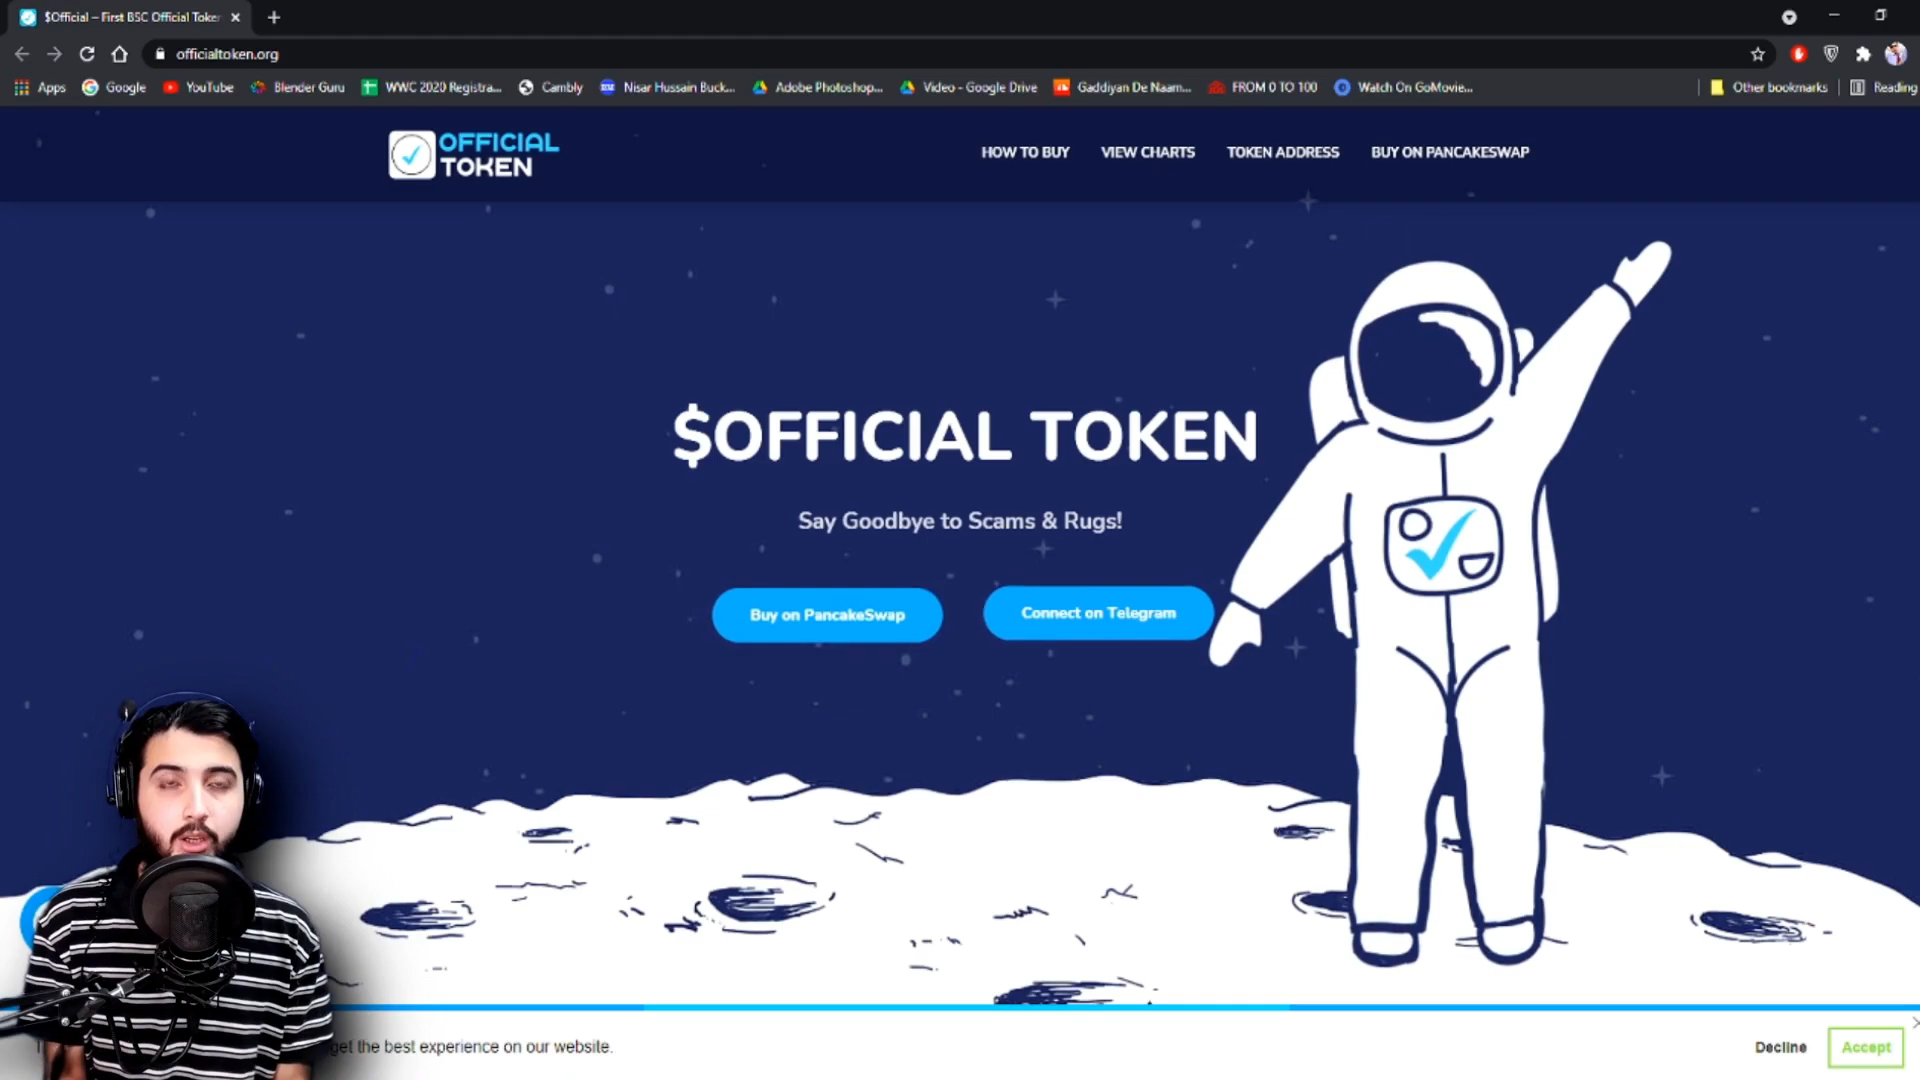 $Official – First BSC Official Toke
officialtoken.org
Apps
Google
YouTube
Blender Guru
WWC 2020 Registra...
Cambly
Nisar Hussain Buck...
Adobe Photoshop...
Video - Google Drive
Gaddiyan De Naam...
FROM 0 TO 100
Watch On GoMovie...
Other bookmarks
Reading
OFFICIAL
TOKEN
HOW TO BUY
VIEW CHARTS
TOKEN ADDRESS
BUY ON PANCAKESWAP
$OFFICIAL TOKEN
Say Goodbye to Scams & Rugs!
Buy on PancakeSwap
Connect on Telegram
get the best experience on our website.
Decline
Accept